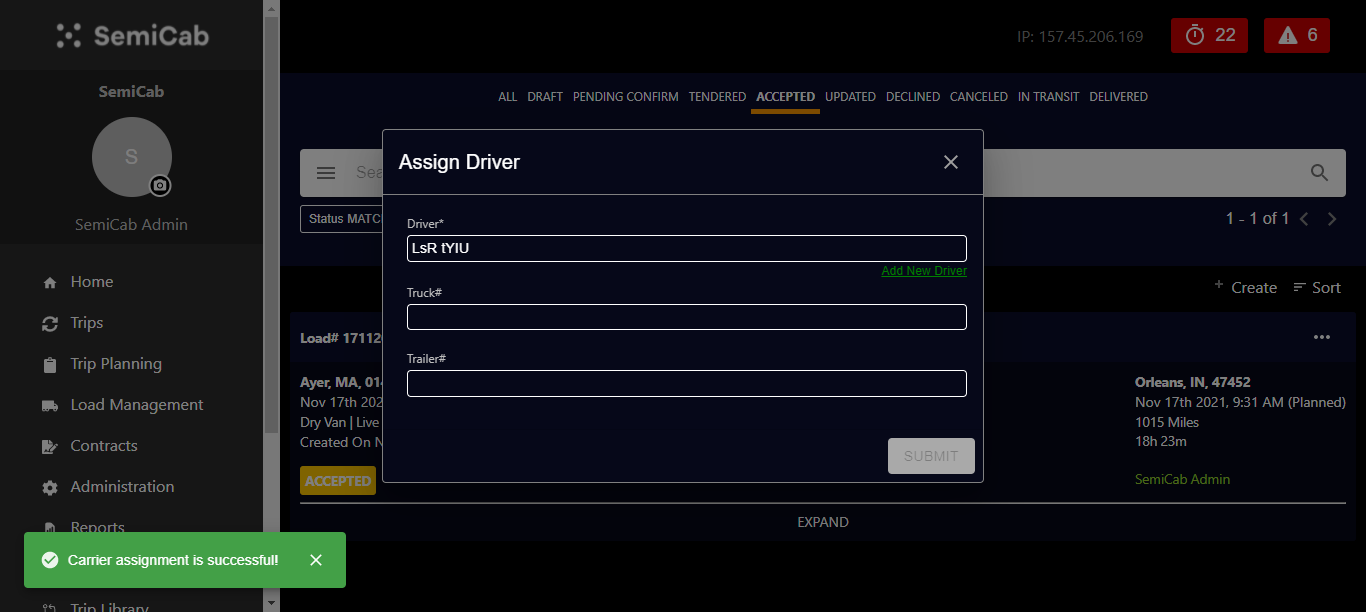 SemiCab
SemiCab
S
SemiCab Admin
Home
Trips
Trip Planning
Load Management
Contracts
Administration
Reports
Trip Library
Carrier assignment is successful!
IP: 157.45.206.169
22
6
ALL DRAFT PENDING CONFIRM TENDERED ACCEPTED UPDATED DECLINED CANCELED IN TRANSIT DELIVERED
Status MATC
1 - 1 of 1
+ Create Sort
Assign Driver
Driver*
LsR tYIU
Add New Driver
Truck#
Trailer#
SUBMIT
Load# 17112
Ayer, MA, 01
Nov 17th 202
Dry Van | Live
Created On N
ACCEPTED
Orleans, IN, 47452
Nov 17th 2021, 9:31 AM (Planned)
1015 Miles
18h 23m
SemiCab Admin
EXPAND